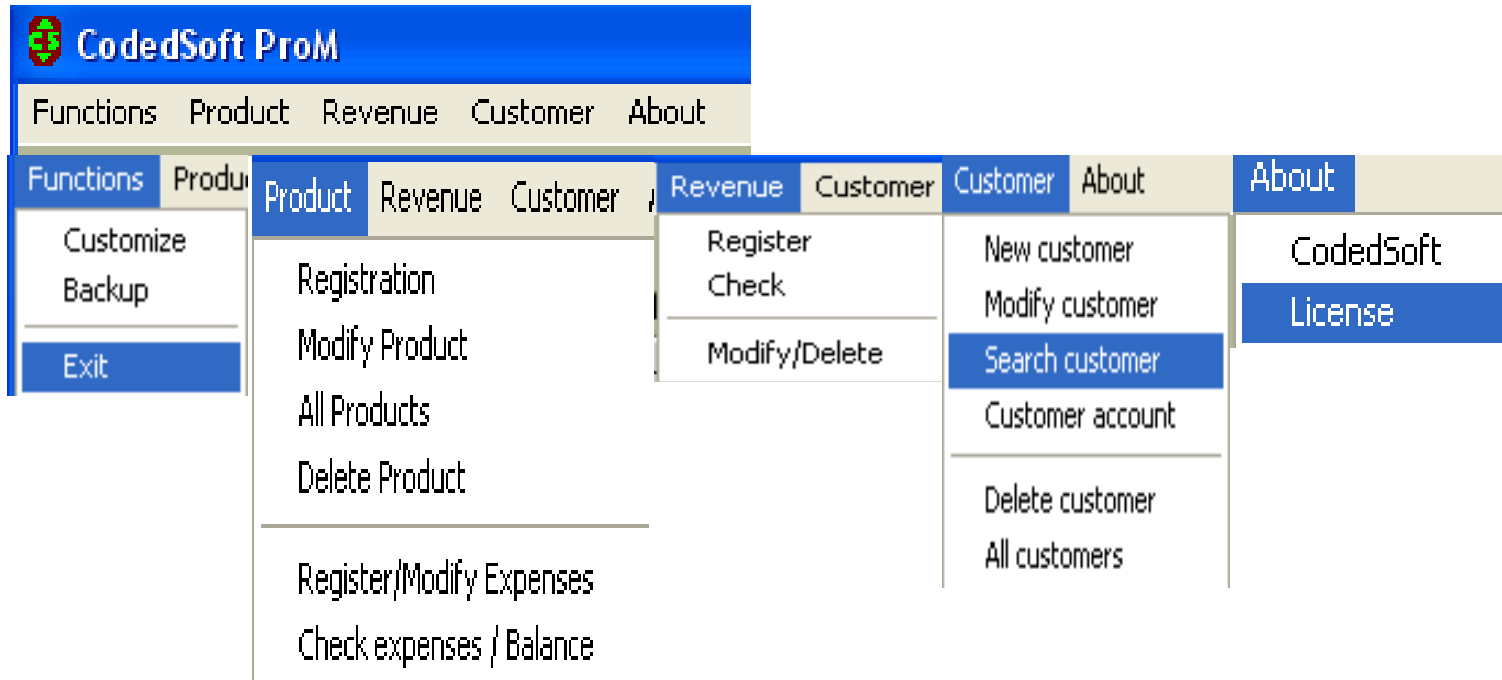 CodedSoft ProM
Functions Product Revenue Customer About
Functions
Customize
Backup
Exit
Product Revenue Customer
Registration
Modify Product
All Products
Delete Product
Register/Modify Expenses
Check expenses / Balance
Revenue Customer
Register
Check
Modify/Delete
Customer About
New customer
Modify customer
Search customer
Customer account
Delete customer
All customers
About
CodedSoft
License